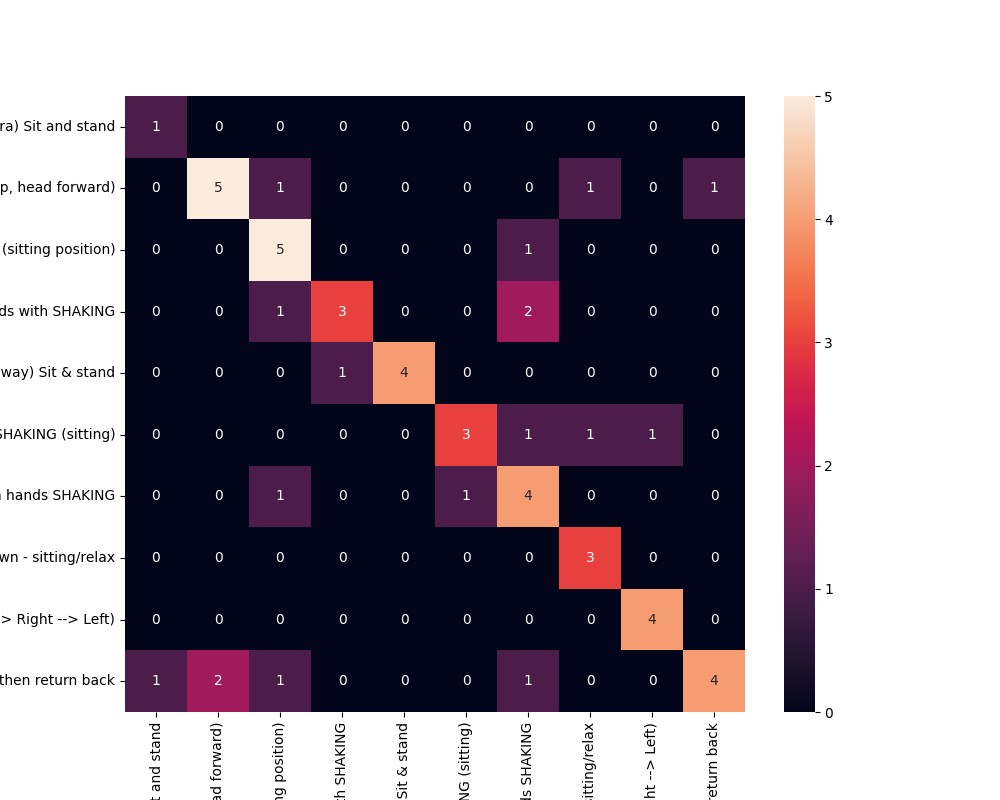 ra) Sit and stand 1 0 0 0 0 0 0 0 0 0
p, head forward) 0 5 1 0 0 0 0 1 0 1
(sitting position) 0 0 5 0 0 0 1 0 0 0
ds with SHAKING 0 0 1 3 0 0 2 0 0 0
way) Sit & stand 0 0 0 1 4 0 0 0 0 0
SHAKING (sitting) 0 0 0 0 0 3 1 1 1 0
hands SHAKING 0 0 1 0 0 1 4 0 0 0
wn - sitting/relax 0 0 0 0 0 0 0 3 0 0
> Right --> Left) 0 0 0 0 0 0 0 0 4 0
then return back 1 2 1 0 0 0 1 0 0 4
t and stand
ad forward)
ng position)
th SHAKING
Sit & stand
NG (sitting)
ds SHAKING
sitting/relax
ht --> Left)
return back
5
4
3
2
1
0